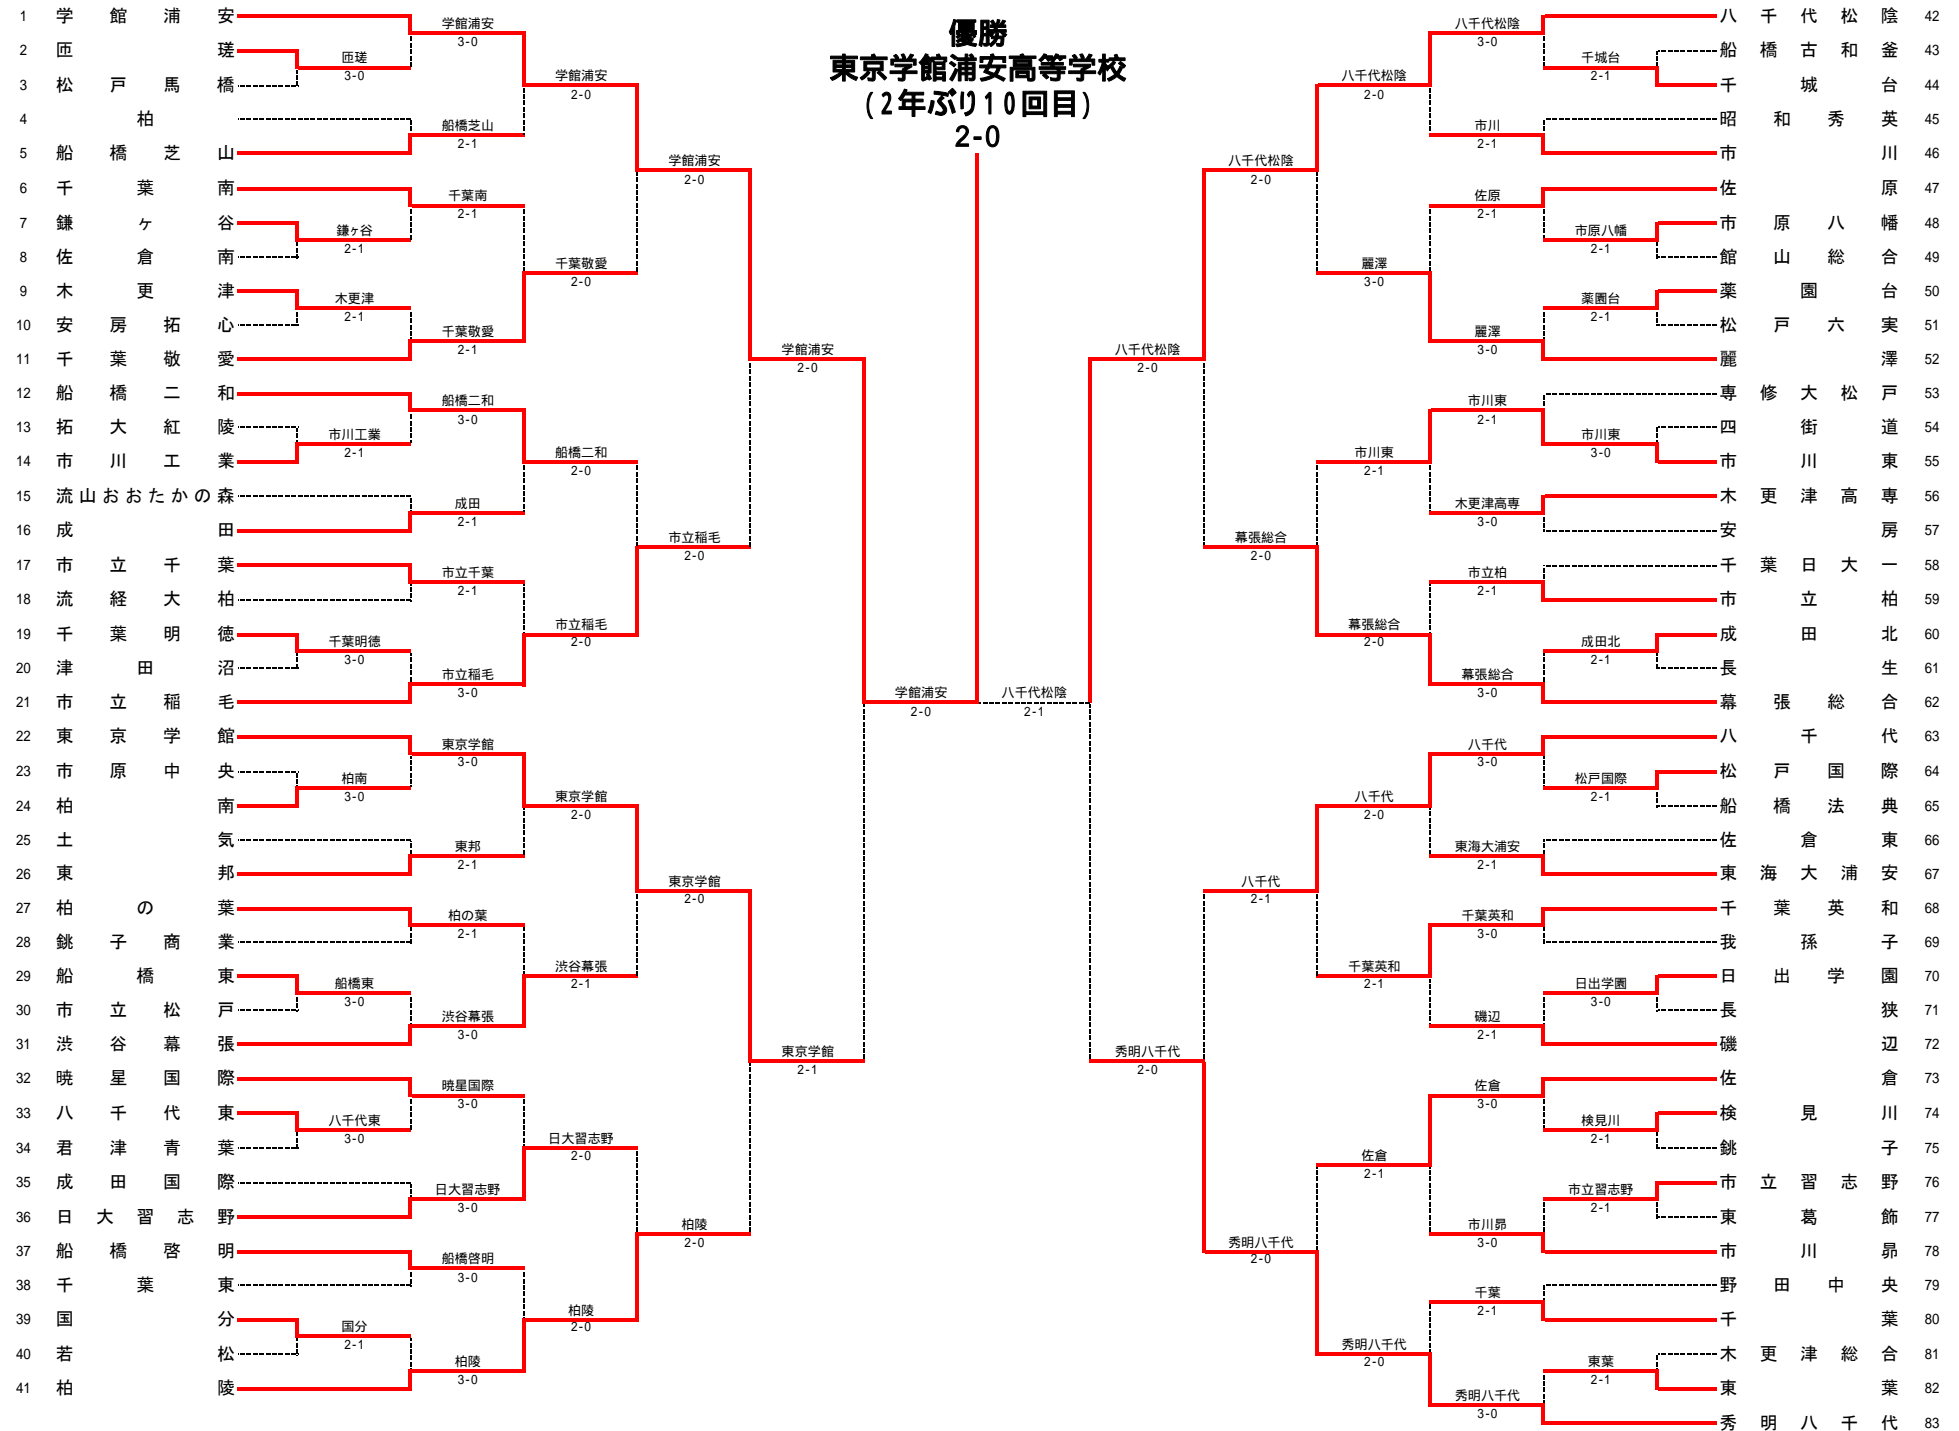 優勝
東京学館浦安高等学校
(2年ぶり10回目)
2-0
1 学館浦安
2 匝瑳
3 松戸馬橋
4 柏
5 船橋芝山
6 千葉南
7 鎌ヶ谷
8 佐倉南
9 木更津
10 安房拓心
11 千葉敬愛
12 船橋二和
13 拓大紅陵
14 市川工業
15 流山おおたかの森
16 成田
17 市立千葉
18 流経大柏
19 千葉明徳
20 津田沼
21 市立稲毛
22 東京学館
23 市原中央
24 柏南
25 土気
26 東邦
27 柏の葉
28 銚子商業
29 船橋東
30 市立松戸
31 渋谷幕張
32 暁星国際
33 八千代東
34 君津青葉
35 成田国際
36 日大習志野
37 船橋啓明
38 千葉東
39 国分
40 若松
41 柏陵
匝瑳
3-0
鎌ヶ谷
2-1
木更津
2-1
市川工業
2-1
千葉明徳
3-0
柏南
3-0
船橋東
3-0
八千代東
3-0
国分
2-1
学館浦安
3-0
船橋芝山
2-1
千葉南
2-1
千葉敬愛
2-1
船橋二和
3-0
成田
2-1
市立千葉
2-1
市立稲毛
3-0
東京学館
3-0
東邦
2-1
柏の葉
2-1
渋谷幕張
3-0
暁星国際
3-0
日大習志野
3-0
船橋啓明
3-0
柏陵
3-0
学館浦安
2-0
千葉敬愛
2-0
船橋二和
2-0
市立稲毛
2-0
東京学館
2-0
渋谷幕張
2-1
日大習志野
2-0
柏陵
2-0
学館浦安
2-0
市立稲毛
2-0
東京学館
2-0
柏陵
2-0
学館浦安
2-0
東京学館
2-1
学館浦安
2-0
八千代松陰
2-1
八千代松陰
2-0
秀明八千代
2-0
八千代松陰
2-0
幕張総合
2-0
八千代
2-1
秀明八千代
2-0
八千代松陰
2-0
麗澤
3-0
市川東
2-1
幕張総合
2-0
八千代
2-0
千葉英和
2-1
佐倉
2-1
秀明八千代
2-0
八千代松陰
3-0
市川
2-1
佐原
2-1
麗澤
3-0
市川東
2-1
木更津高専
3-0
市立柏
2-1
幕張総合
3-0
八千代
3-0
東海大浦安
2-1
千葉英和
3-0
磯辺
2-1
佐倉
3-0
市川昴
3-0
千葉
2-1
秀明八千代
3-0
千城台
2-1
市原八幡
2-1
薬園台
2-1
市川東
3-0
成田北
2-1
松戸国際
2-1
日出学園
3-0
検見川
2-1
市立習志野
2-1
東葉
2-1
八千代松陰 42
船橋古和釜 43
千城台 44
昭和秀英 45
市川 46
佐原 47
市原八幡 48
館山総合 49
薬園台 50
松戸六実 51
麗澤 52
専修大松戸 53
四街道 54
市川東 55
木更津高専 56
安房 57
千葉日大一 58
市立柏 59
成田北 60
長生 61
幕張総合 62
八千代 63
松戸国際 64
船橋法典 65
佐倉東 66
東海大浦安 67
千葉英和 68
我孫子 69
日出学園 70
長狭 71
磯辺 72
佐倉 73
検見川 74
銚子 75
市立習志野 76
東葛飾 77
市川昴 78
野田中央 79
千葉 80
木更津総合 81
東葉 82
秀明八千代 83